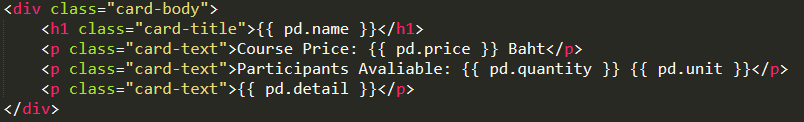 <div class="card-body">
<h1 class="card-title">{{ pd.name }}</h1>
<p class="card-text">Course Price: {{ pd.price }} Baht</p>
<p class="card-text">Participants Avaliable: {{ pd.quantity }} {{ pd.unit }}</p>
<p class="card-text">{{ pd.detail }}</p>
</div>